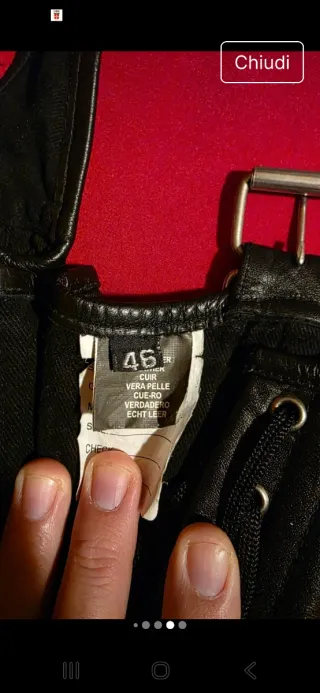 Chiudi
46
CUIR
VERA PELLE
CUE-RO
VERDADERO
ECHT LEER